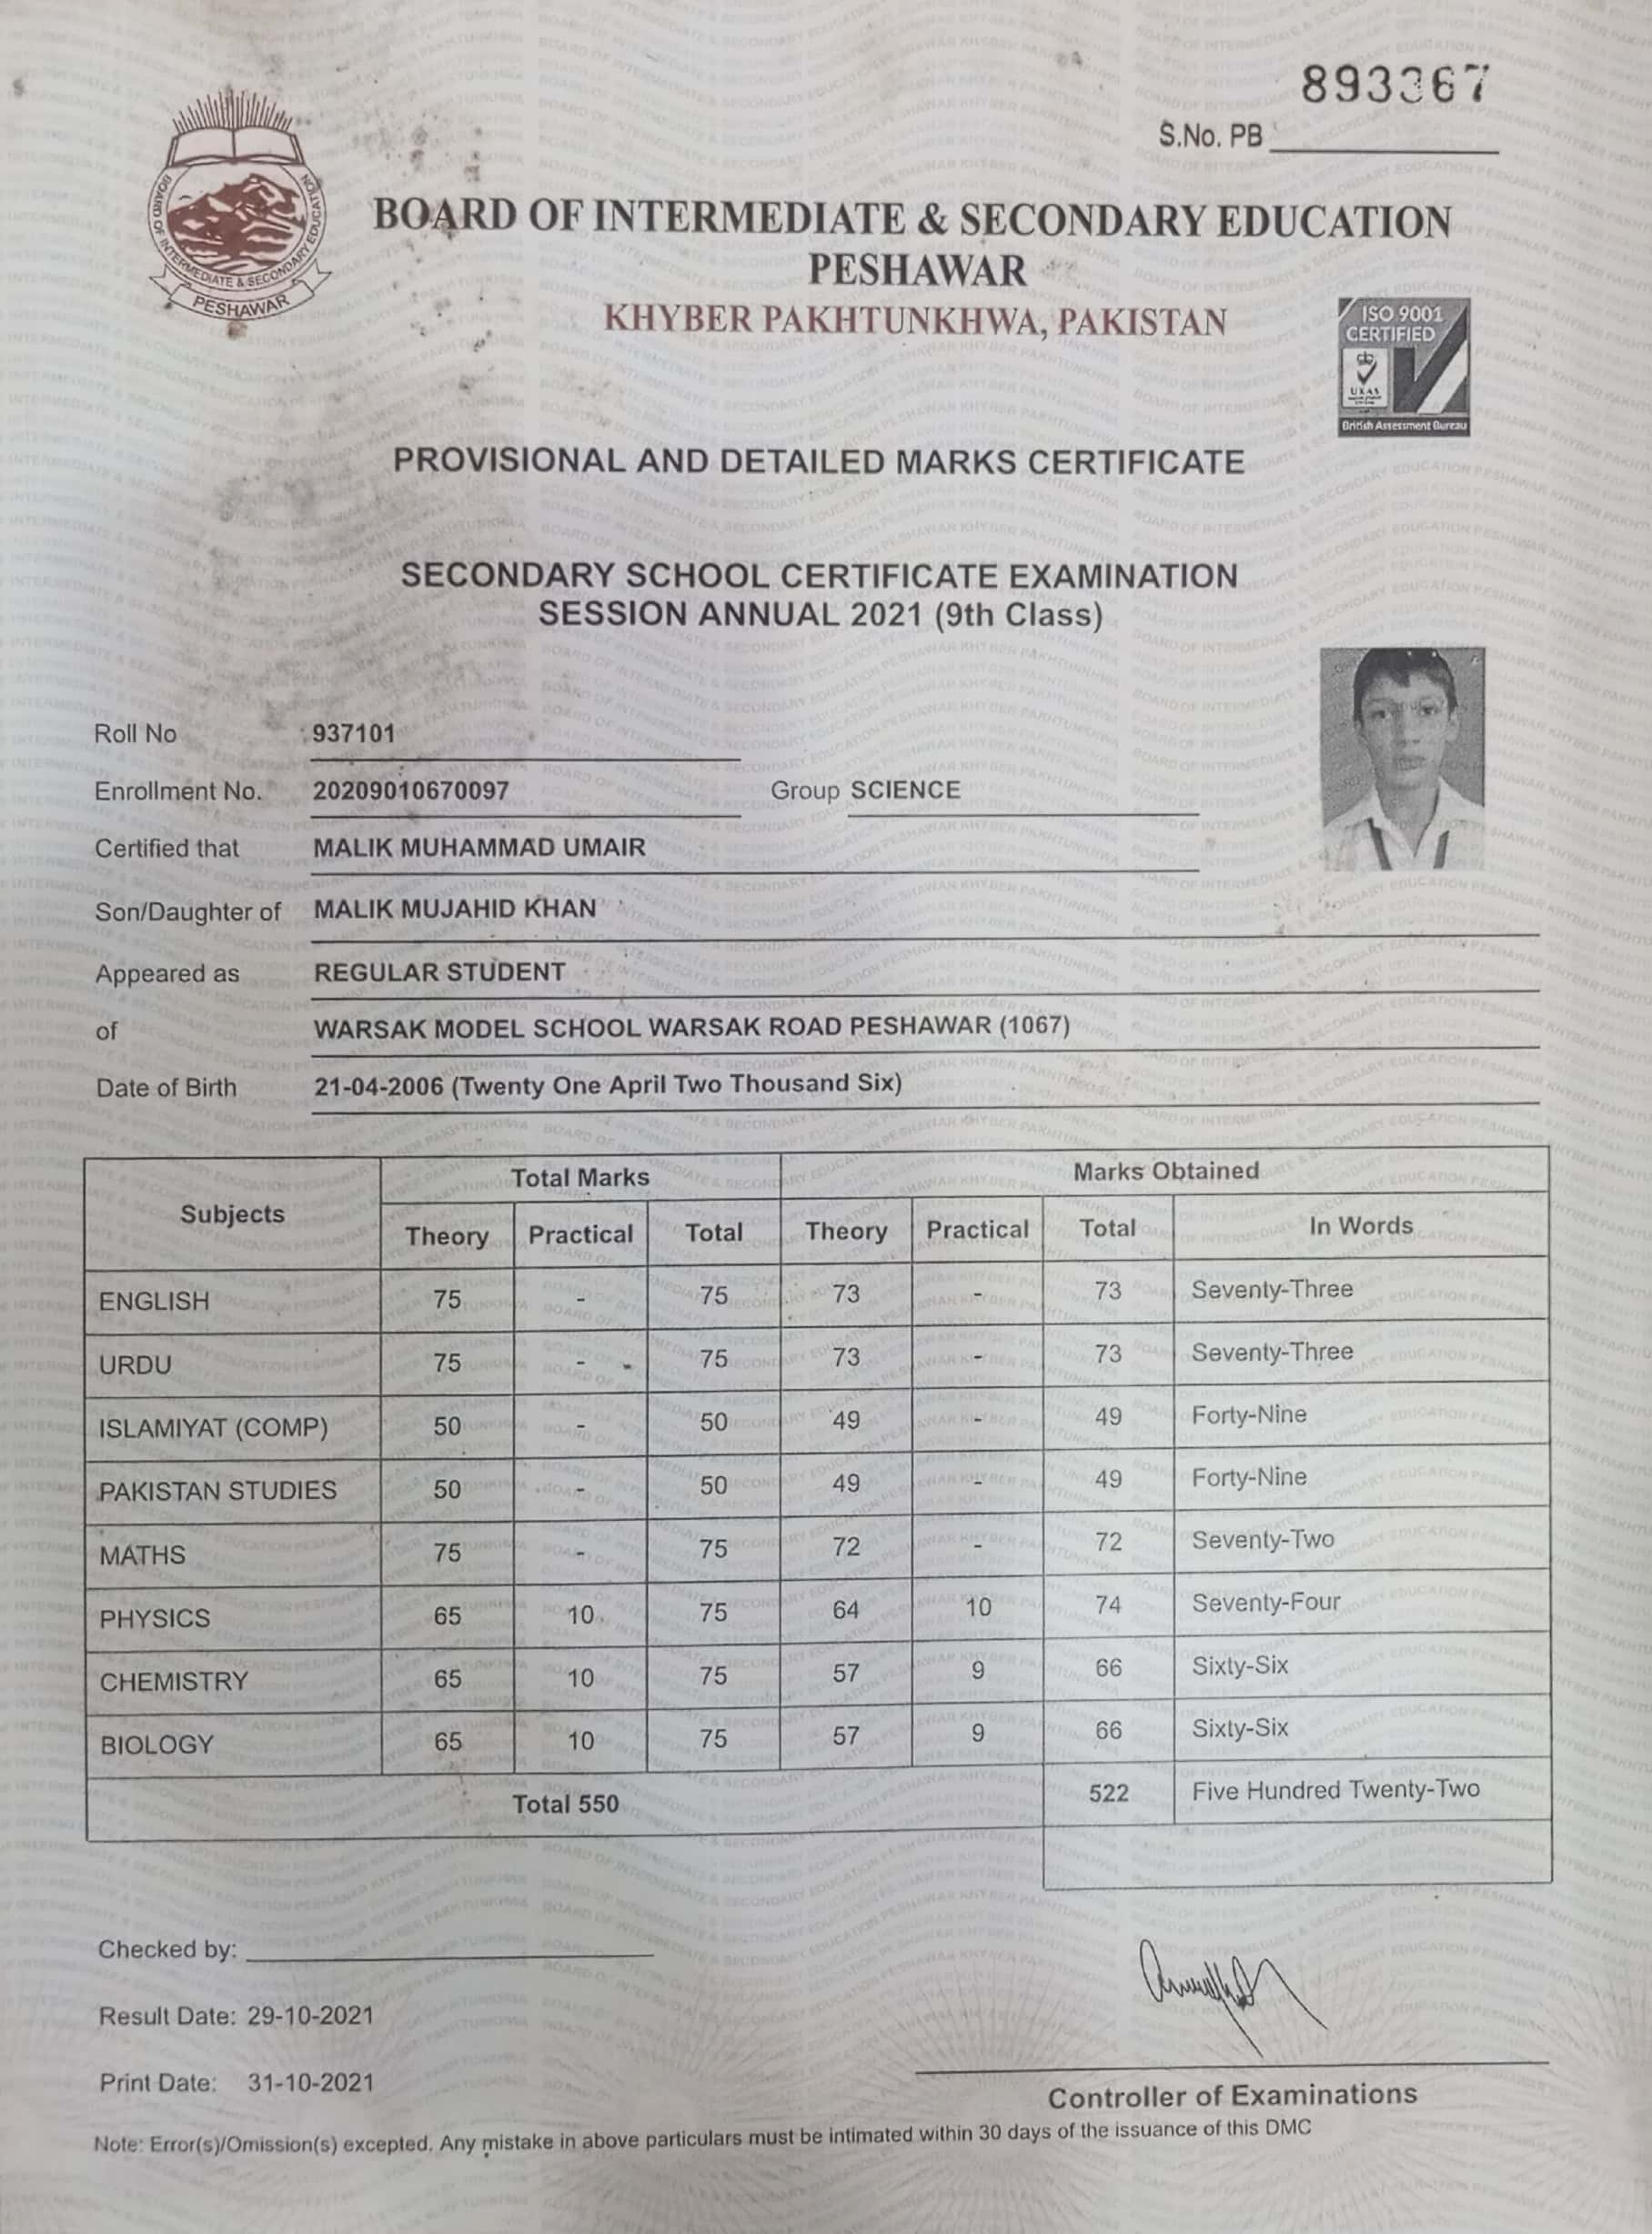 893367
S.No. PB
BOARD OF INTERMEDIATE & SECONDARY EDUCATION
PESHAWAR
BOARD OF INTERMEDIATE & SECONDARY EDUCATION
PESHAWAR
KHYBER PAKHTUNKHWA, PAKISTAN
ISO 9001
CERTIFIED
UKAS
British Assessment Bureau
PROVISIONAL AND DETAILED MARKS CERTIFICATE
SECONDARY SCHOOL CERTIFICATE EXAMINATION
SESSION ANNUAL 2021 (9th Class)
Roll No 937101
Enrollment No. 20209010670097 Group SCIENCE
Certified that MALIK MUHAMMAD UMAIR
Son/Daughter of MALIK MUJAHID KHAN
Appeared as REGULAR STUDENT
of WARSAK MODEL SCHOOL WARSAK ROAD PESHAWAR (1067)
Date of Birth 21-04-2006 (Twenty One April Two Thousand Six)
Subjects Total Marks Marks Obtained
Theory Practical Total Theory Practical Total In Words
ENGLISH 75 - 75 73 - 73 Seventy-Three
URDU 75 - 75 73 - 73 Seventy-Three
ISLAMIYAT (COMP) 50 - 50 49 - 49 Forty-Nine
PAKISTAN STUDIES 50 - 50 49 - 49 Forty-Nine
MATHS 75 - 75 72 - 72 Seventy-Two
PHYSICS 65 10 75 64 10 74 Seventy-Four
CHEMISTRY 65 10 75 57 9 66 Sixty-Six
BIOLOGY 65 10 75 57 9 66 Sixty-Six
Total 550 522 Five Hundred Twenty-Two
Checked by:
Result Date: 29-10-2021
Print Date: 31-10-2021
Controller of Examinations
Note: Error(s)/Omission(s) excepted. Any mistake in above particulars must be intimated within 30 days of the issuance of this DMC